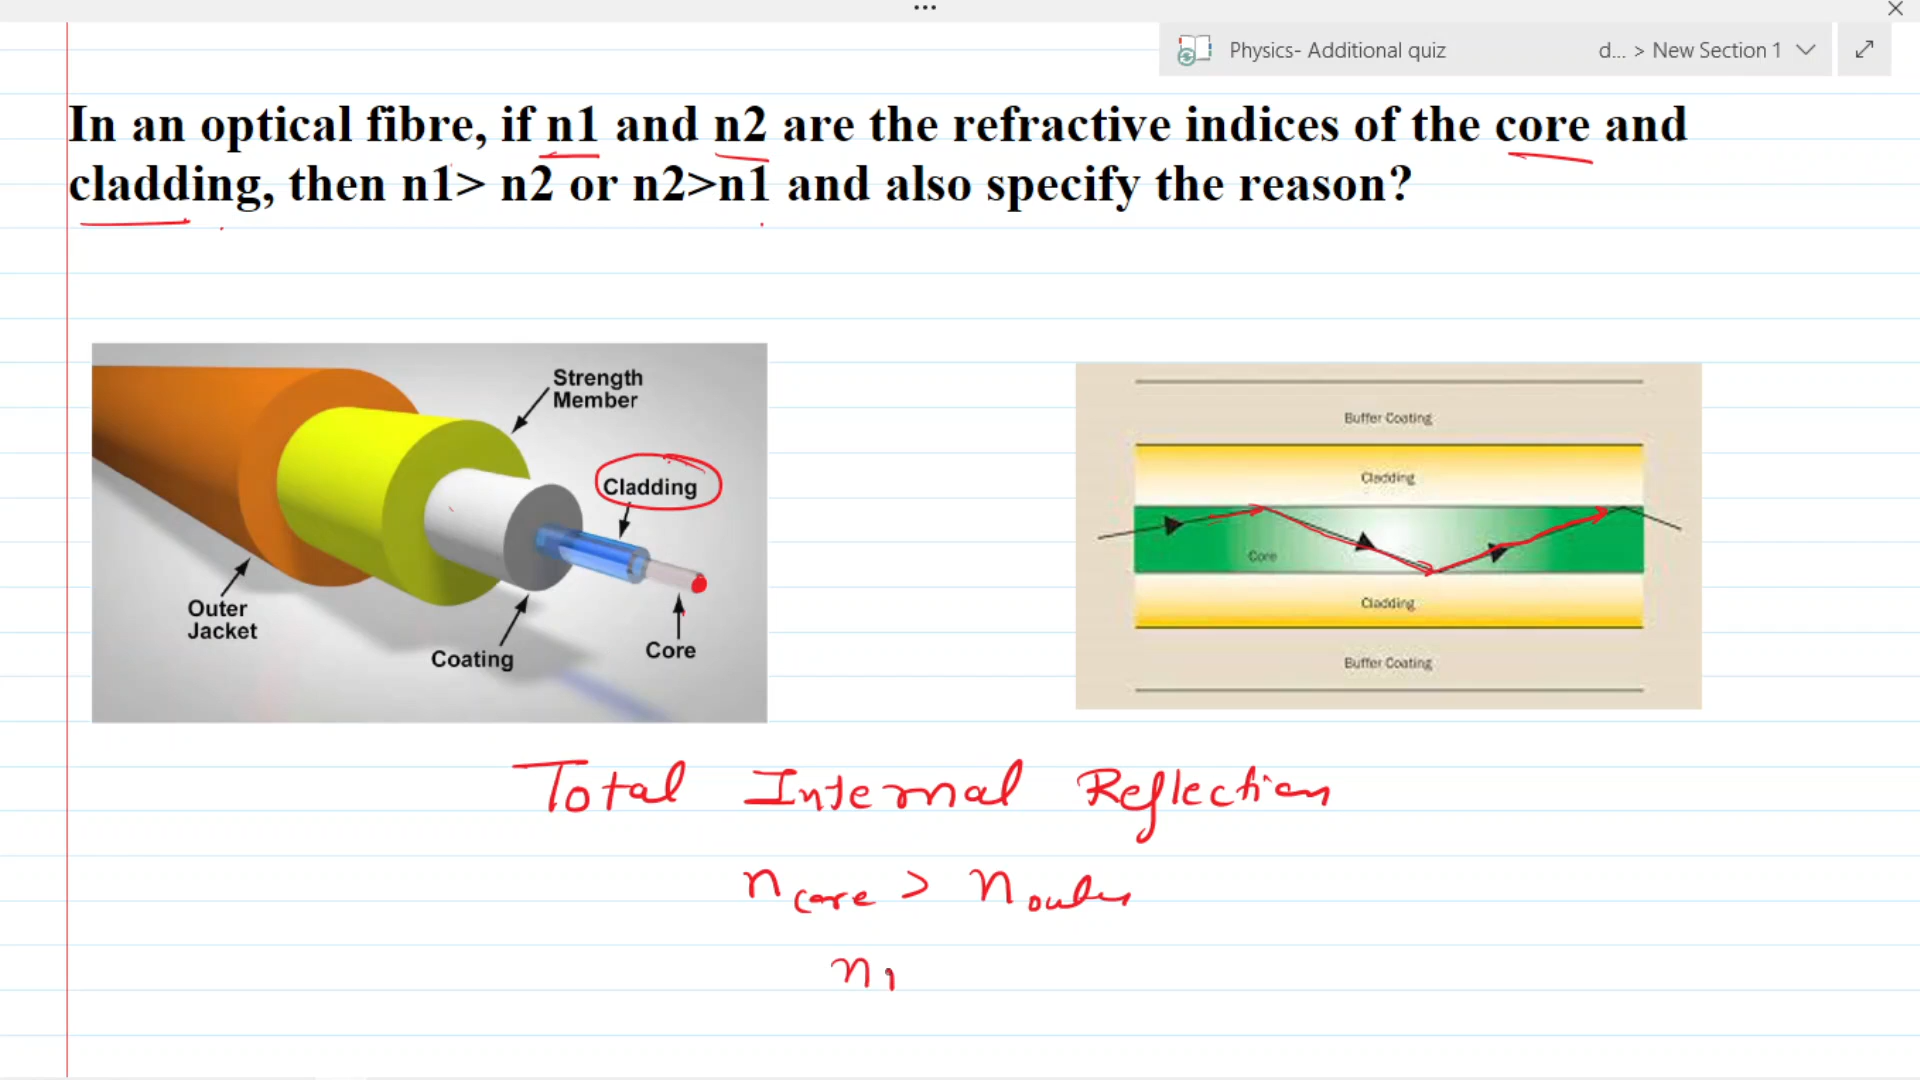 Physics- Additional quiz
d... > New Section 1
In an optical fibre, if n1 and n2 are the refractive indices of the core and
cladding, then n1> n2 or n2>n1 and also specify the reason?
Strength
Member
Cladding
Outer
Jacket
Coating
Core
Buffer Coating
Cladding
Core
Cladding
Buffer Coating
Total Internal Reflection
n core > n outer
n1